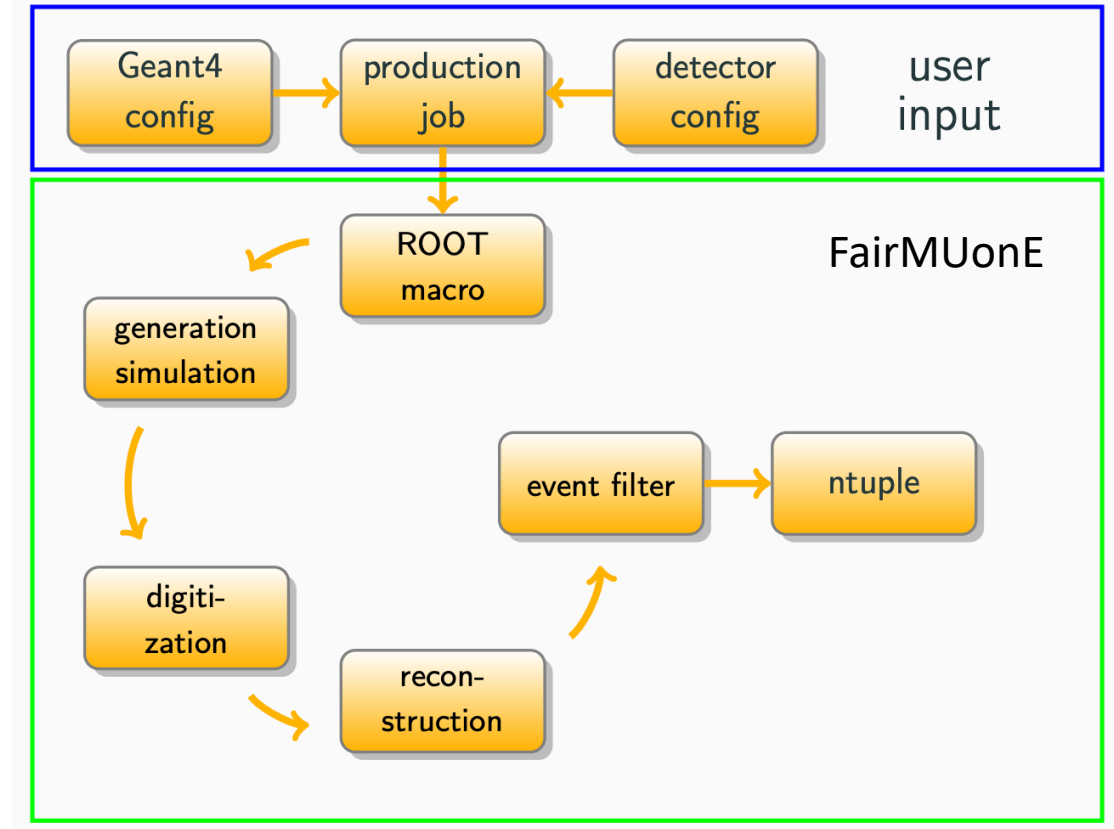 Geant4
config
production
job
detector
config
user
input
ROOT
macro
FairMUonE
generation
simulation
event filter
ntuple
digiti-
zation
recon-
struction